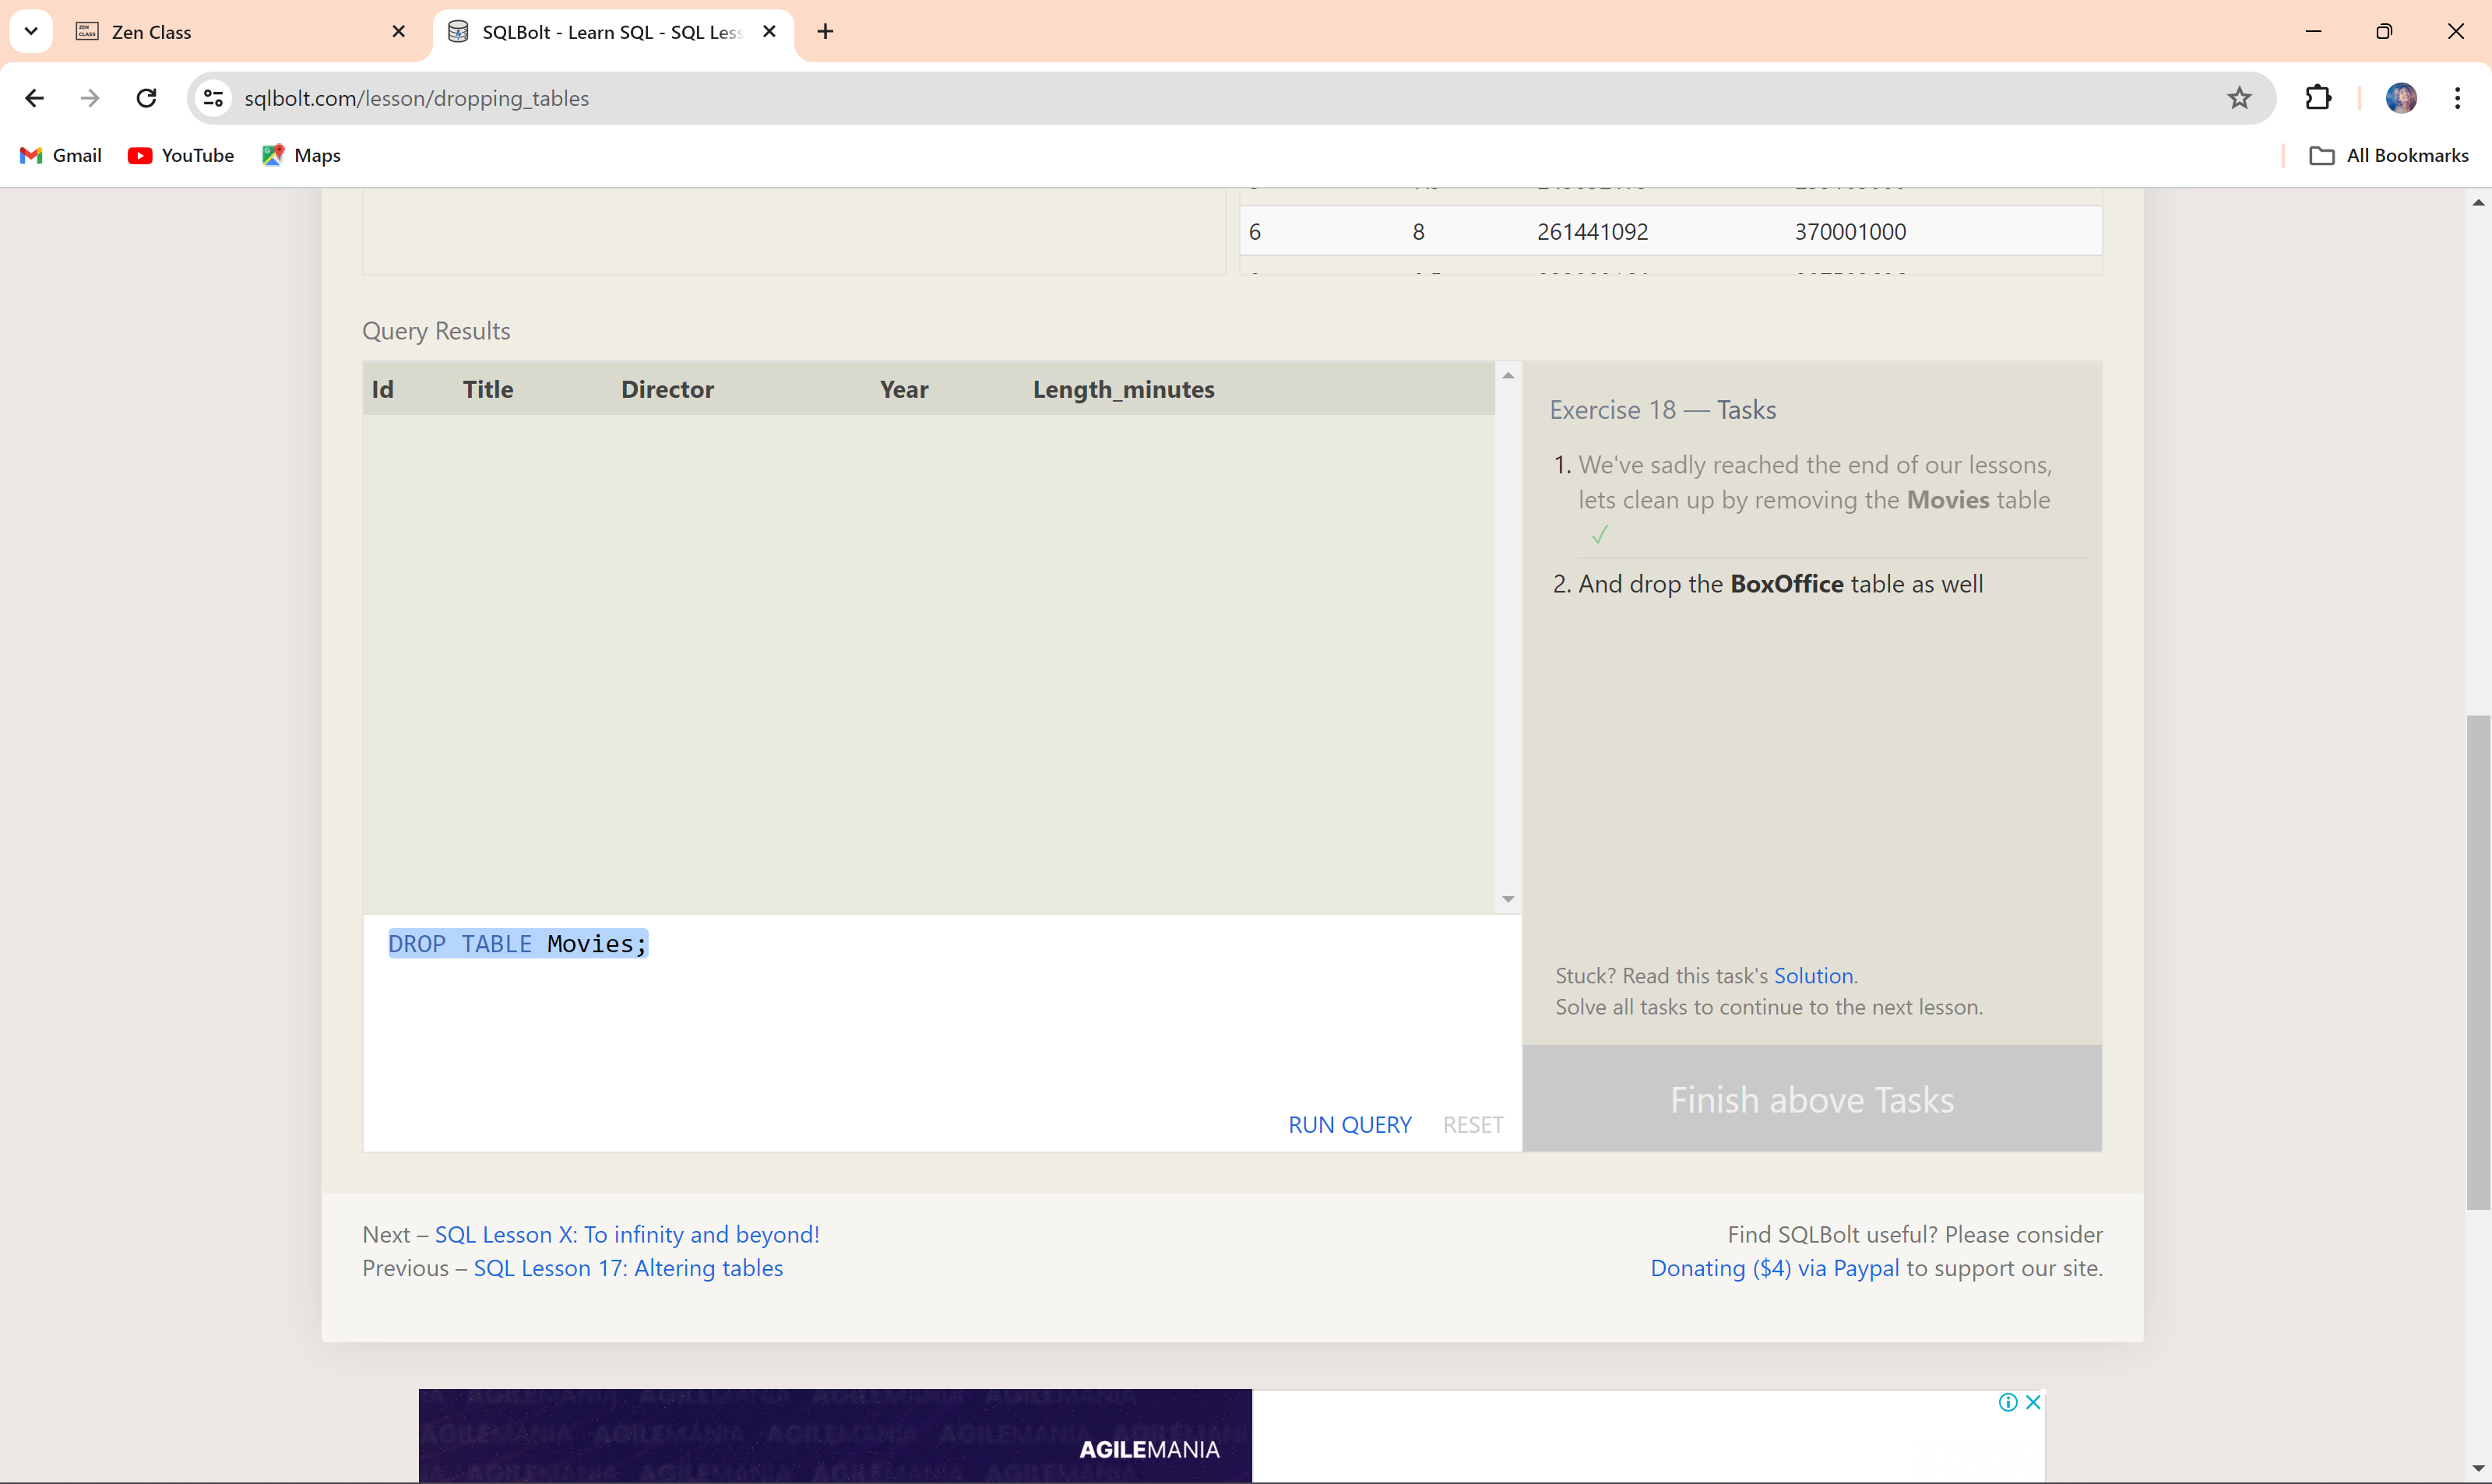 Zen Class
SQLBolt - Learn SQL - SQL Les
sqlbolt.com/lesson/dropping_tables
Gmail
YouTube
Maps
All Bookmarks
6 8 261441092 370001000
Query Results
Id Title Director Year Length_minutes
Exercise 18 — Tasks
1. We've sadly reached the end of our lessons,
lets clean up by removing the Movies table
✓
2. And drop the BoxOffice table as well
DROP TABLE Movies;
Stuck? Read this task's Solution.
Solve all tasks to continue to the next lesson.
RUN QUERY RESET
Finish above Tasks
Next – SQL Lesson X: To infinity and beyond!
Previous – SQL Lesson 17: Altering tables
Find SQLBolt useful? Please consider
Donating ($4) via Paypal to support our site.
AGILEMANIA